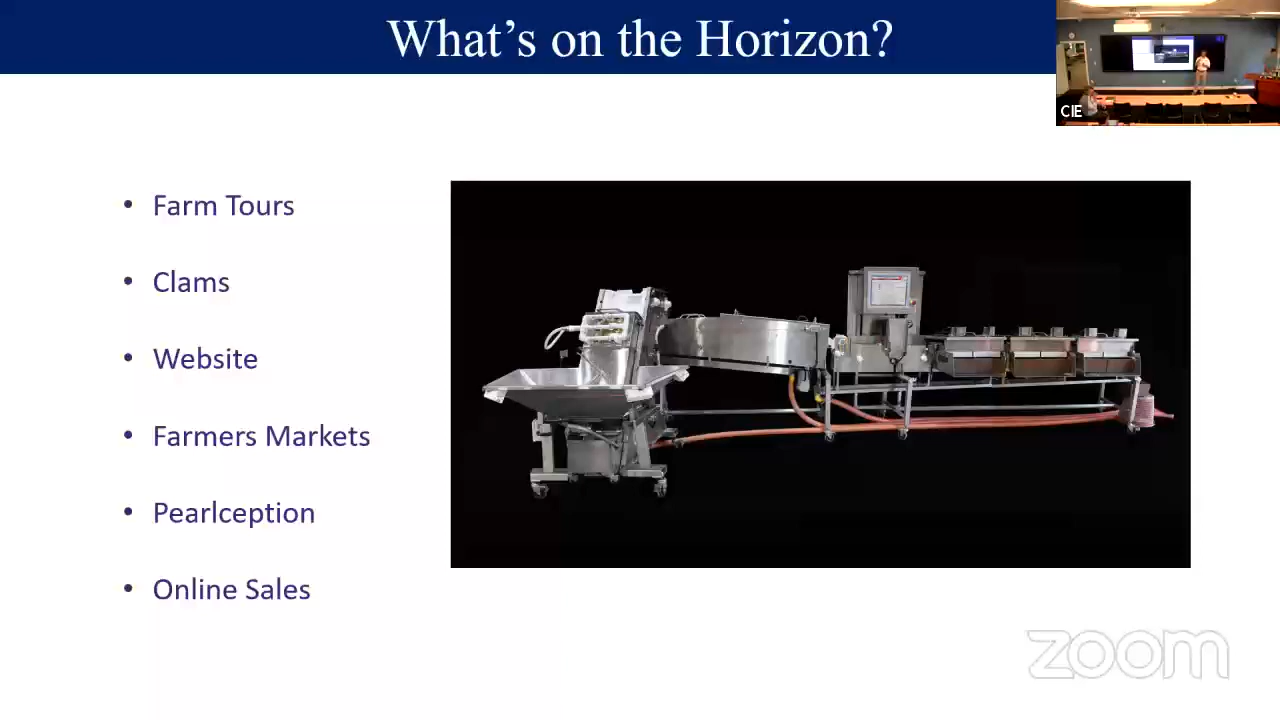 What's on the Horizon?
CIE
• Farm Tours
• Clams
• Website
• Farmers Markets
• Pearlception
• Online Sales
zoom